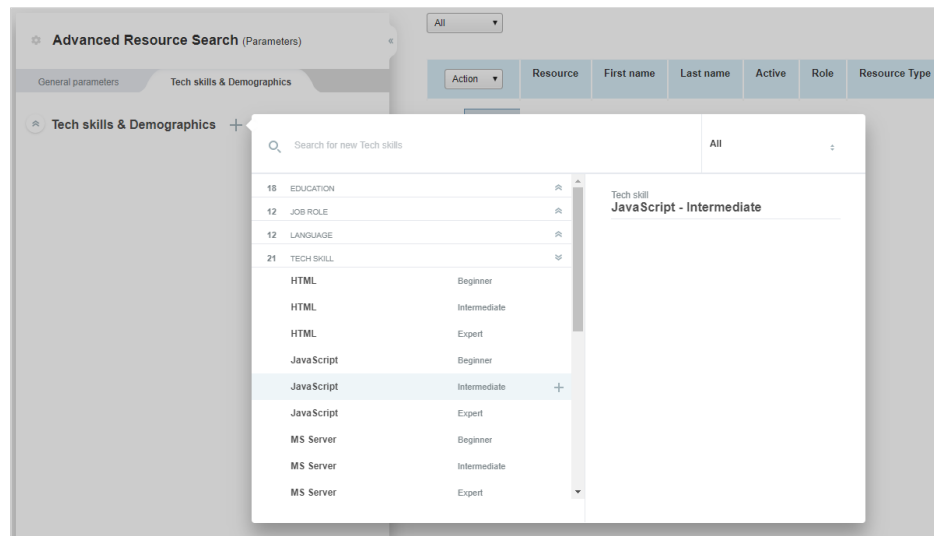 All
Advanced Resource Search (Parameters)
General parameters Tech skills & Demographics
Action Resource First name Last name Active Role Resource Type
Tech skills & Demographics
Search for new Tech skills All
18 EDUCATION
12 JOB ROLE
12 LANGUAGE
21 TECH SKILL
HTML Beginner
HTML Intermediate
HTML Expert
JavaScript Beginner
JavaScript Intermediate
JavaScript Expert
MS Server Beginner
MS Server Intermediate
MS Server Expert
Tech skill
JavaScript - Intermediate